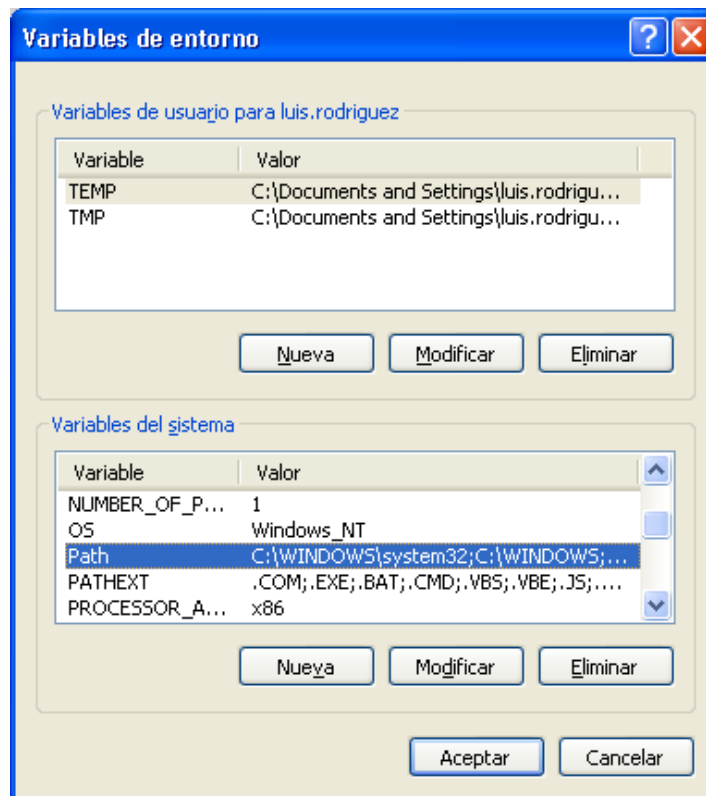 Variables de entorno
Variables de usuario para luis.rodriguez
Variable Valor
TEMP C:\Documents and Settings\luis.rodrigu...
TMP C:\Documents and Settings\luis.rodrigu...
Nueva Modificar Eliminar
Variables del sistema
Variable Valor
NUMBER_OF_P... 1
OS Windows_NT
Path C:\WINDOWS\system32;C:\WINDOWS;...
PATHEXT .COM;.EXE;.BAT;.CMD;.VBS;.VBE;.JS;....
PROCESSOR_A... x86
Nueva Modificar Eliminar
Aceptar Cancelar